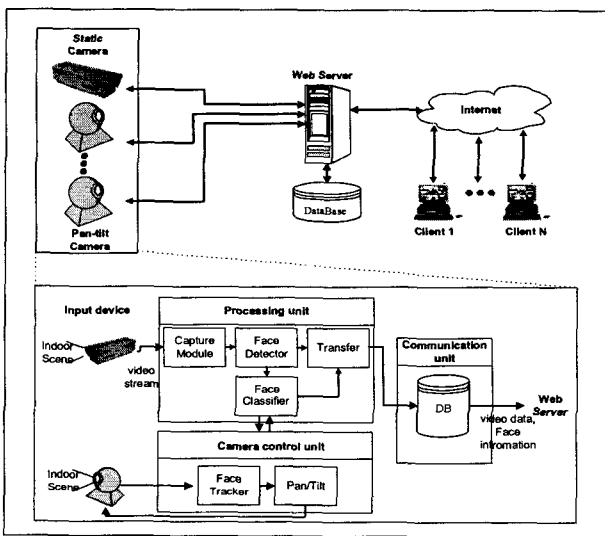 Static
Camera
Web Server
Internet
DataBase
Client 1
Client N
Pan-tilt
Camera
Input device
Processing unit
Indoor
Scene
video
stream
Capture
Module
Face
Detector
Transfer
Face
Classifier
Communication
unit
DB
Web
Server
video data,
Face
intromation
Camera control unit
Indoor
Scene
Face
Tracker
Pan/Tilt